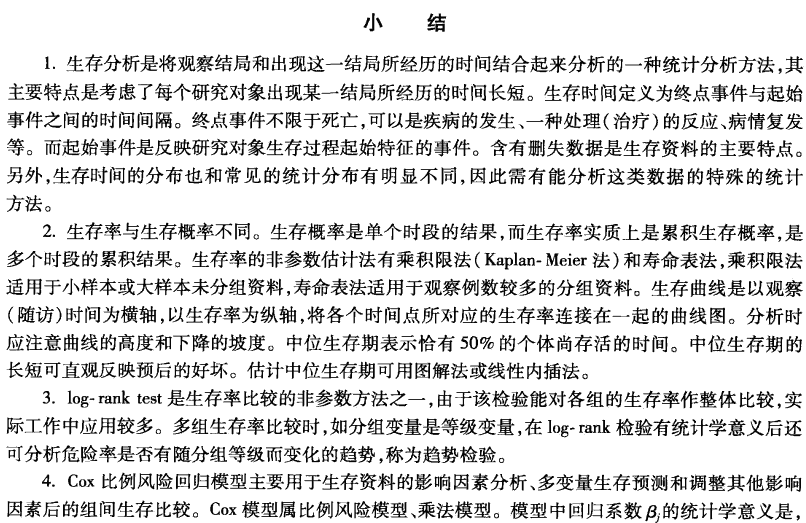 小 结
1. 生存分析是将观察结局和出现这一结局所经历的时间结合起来分析的一种统计分析方法,其
主要特点是考虑了每个研究对象出现某一结局所经历的时间长短。生存时间定义为终点事件与起始
事件之间的时间间隔。终点事件不限于死亡,可以是疾病的发生、一种处理(治疗)的反应、病情复发
等。而起始事件是反映研究对象生存过程起始特征的事件。含有删失数据是生存资料的主要特点。
另外,生存时间的分布也和常见的统计分布有明显不同,因此需有能分析这类数据的特殊的统计
方法。
2. 生存率与生存概率不同。生存概率是单个时段的结果,而生存率实质上是累积生存概率,是
多个时段的累积结果。生存率的非参数估计法有乘积限法(Kaplan-Meier 法)和寿命表法,乘积限法
适用于小样本或大样本未分组资料,寿命表法适用于观察例数较多的分组资料。生存曲线是以观察
(随访)时间为横轴,以生存率为纵轴,将各个时间点所对应的生存率连接在一起的曲线图。分析时
应注意曲线的高度和下降的坡度。中位生存期表示恰有 50% 的个体尚存活的时间。中位生存期的
长短可直观反映预后的好坏。估计中位生存期可用图解法或线性内插法。
3. log-rank test 是生存率比较的非参数方法之一,由于该检验能对各组的生存率作整体比较,实
际工作中应用较多。多组生存率比较时,如分组变量是等级变量,在 log-rank 检验有统计学意义后还
可分析危险率是否有随分组等级而变化的趋势,称为趋势检验。
4. Cox 比例风险回归模型主要用于生存资料的影响因素分析、多变量生存预测和调整其他影响
因素后的组间生存比较。Cox 模型属比例风险模型、乘法模型。模型中回归系数 βj的统计学意义是,